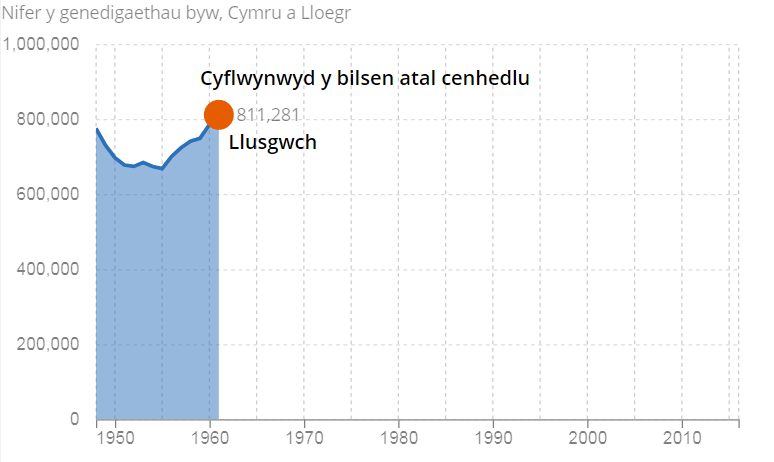 Nifer y genedigaethau byw, Cymru a Lloegr
1,000,000
Cyflwynwyd y bilsen atal cenhedlu
800,000
811,281
Llusgwch
600,000
400,000
200,000
0
1950 1960 1970 1980 1990 2000 2010